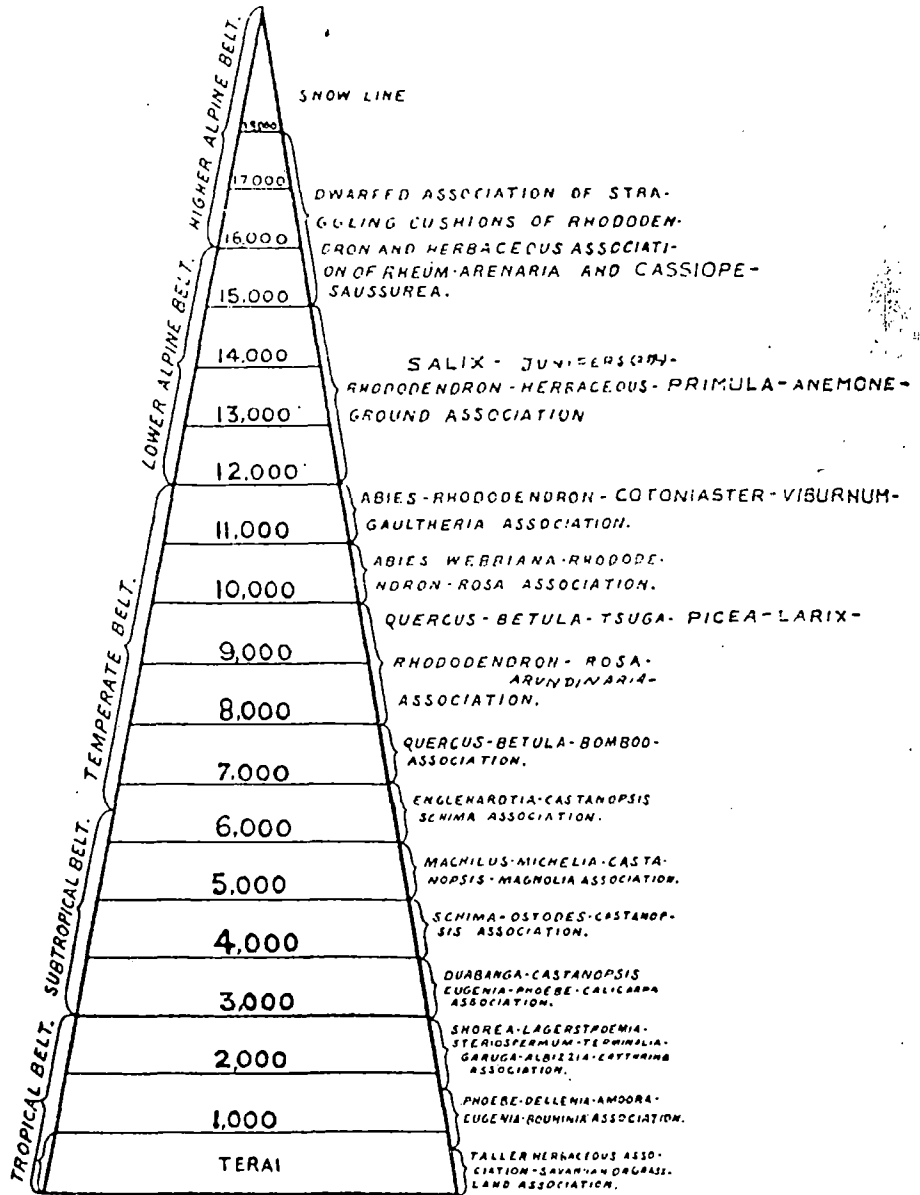 HIGHER ALPINE BELT.
LOWER ALPINE BELT.
TEMPERATE BELT.
SUBTROPICAL BELT.
TROPICAL BELT.
SNOW LINE
17,000
16,000
15,000
14,000
13,000
12,000
11,000
10,000
9,000
8,000
7,000
6,000
5,000
4,000
3,000
2,000
1,000
TERAI
DWARFED ASSOCIATION OF STRA-
GGLING CUSHIONS OF RHODODEN-
DRON AND HERBACEOUS ASSOCIATI-
ON OF RHEUM-ARENARIA AND CASSIOPE-
SAUSSUREA.
SALIX -
RHODODENDRON-HERBACEOUS-PRIMULA-ANEMONE-
GROUND ASSOCIATION
ABIES-RHODODENDRON-COTONIASTER-VIBURNUM-
GAULTHERIA ASSOCIATION.
ABIES WEBBIANA-RHODODE-
NDRON-ROSA ASSOCIATION.
QUERCUS-BETULA-TSUGA-PICEA-LARIX-
RHODODENDRON-ROSA-
ARUNDINARIA-
ASSOCIATION.
QUERCUS-BETULA-BOMBOO-
ASSOCIATION.
ENGLEHARDTIA-CASTANOPSIS
SCHIMA ASSOCIATION.
MACHILUS-MICHELIA-CASTA-
NOPSIS-MAGNOLIA ASSOCIATION.
SCHIMA-OSTODES-CASTANOP-
SIS ASSOCIATION.
DUABANGA-CASTANOPSIS
EUGENIA-PHOEBE-CALICARPA
ASSOCIATION.
SHOREA-LAGERSTROEMIA-
STERIOSPERMUM-TERMINALIA-
GARUGA-ALBIZZIA-ERYTHRINA
ASSOCIATION.
PHOEBE-DELLENIA-AMOORA-
EUGENIA-BOUHINIA ASSOCIATION.
TALLER HERBACEOUS ASSO-
CIATION-SAVANNAH OR GRASS-
LAND ASSOCIATION.